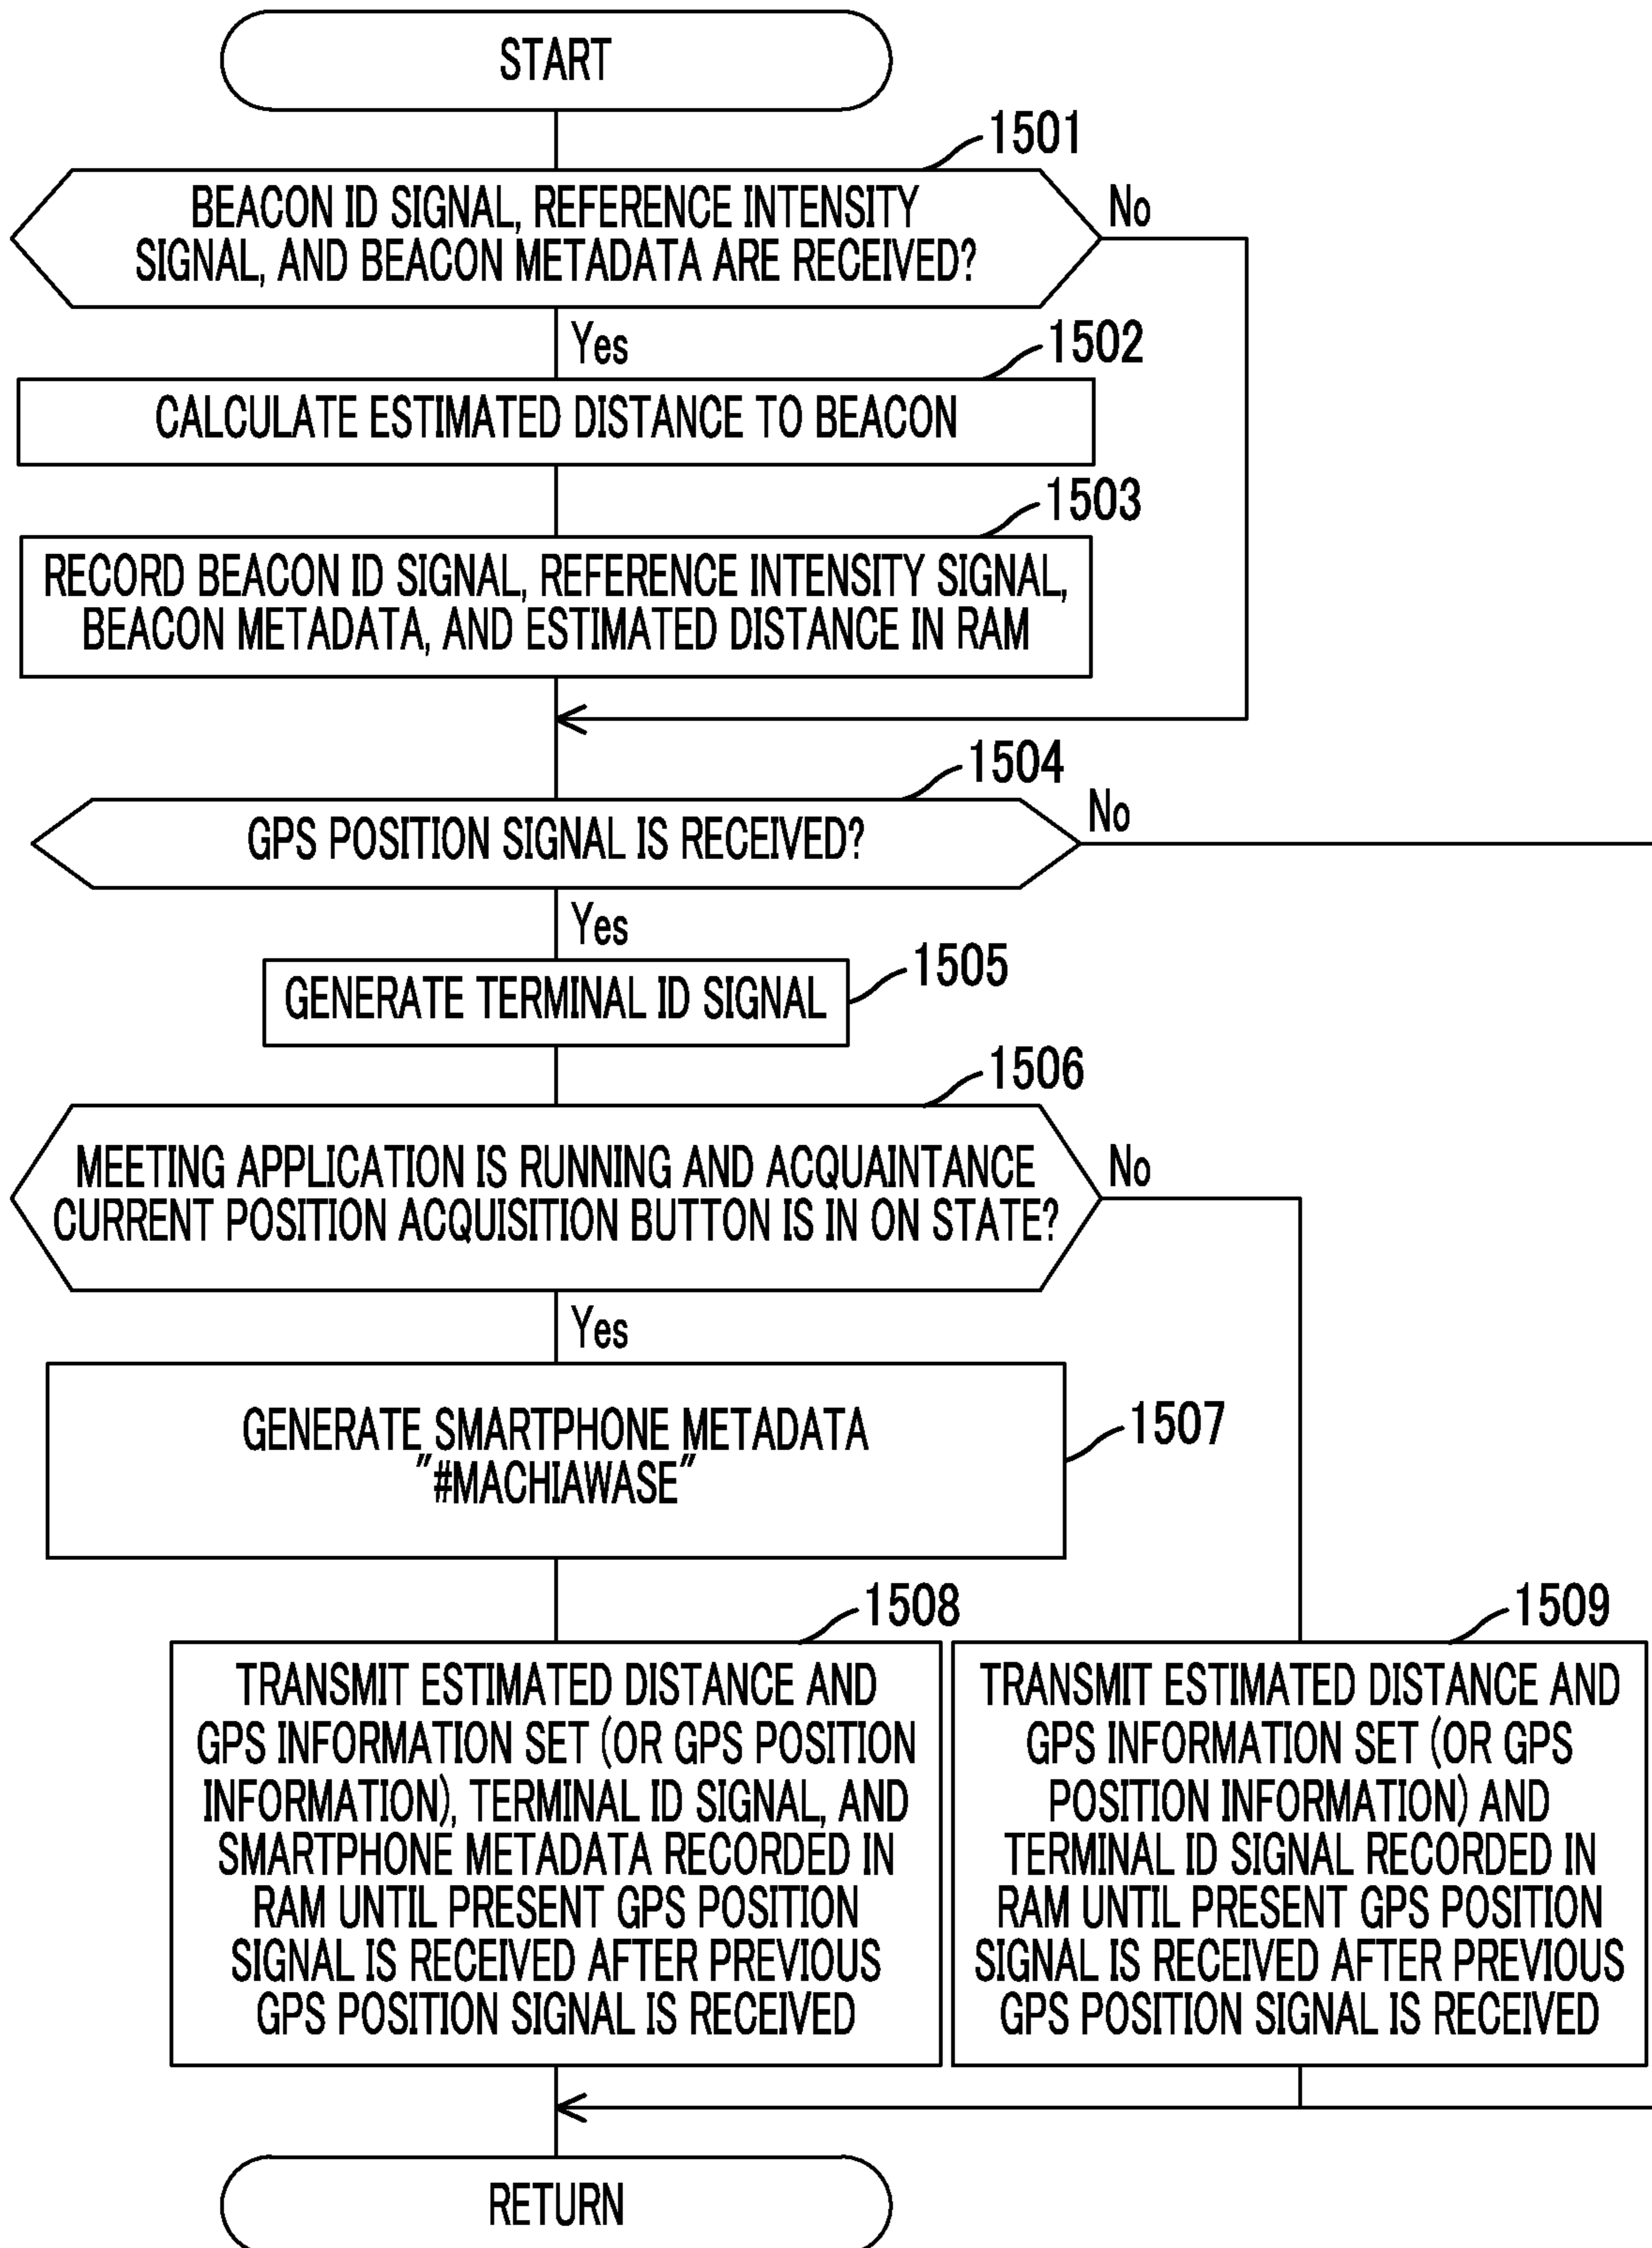 START
1501
BEACON ID SIGNAL, REFERENCE INTENSITY
SIGNAL, AND BEACON METADATA ARE RECEIVED?
No
Yes
1502
CALCULATE ESTIMATED DISTANCE TO BEACON
1503
RECORD BEACON ID SIGNAL, REFERENCE INTENSITY SIGNAL,
BEACON METADATA, AND ESTIMATED DISTANCE IN RAM
1504
GPS POSITION SIGNAL IS RECEIVED?
No
Yes
1505
GENERATE TERMINAL ID SIGNAL
1506
MEETING APPLICATION IS RUNNING AND ACQUAINTANCE
CURRENT POSITION ACQUISITION BUTTON IS IN ON STATE?
No
Yes
1507
GENERATE SMARTPHONE METADATA
"#MACHIAWASE"
1508
TRANSMIT ESTIMATED DISTANCE AND
GPS INFORMATION SET (OR GPS POSITION
INFORMATION), TERMINAL ID SIGNAL, AND
SMARTPHONE METADATA RECORDED IN
RAM UNTIL PRESENT GPS POSITION
SIGNAL IS RECEIVED AFTER PREVIOUS
GPS POSITION SIGNAL IS RECEIVED
1509
TRANSMIT ESTIMATED DISTANCE AND
GPS INFORMATION SET (OR GPS
POSITION INFORMATION) AND
TERMINAL ID SIGNAL RECORDED IN
RAM UNTIL PRESENT GPS POSITION
SIGNAL IS RECEIVED AFTER PREVIOUS
GPS POSITION SIGNAL IS RECEIVED
RETURN